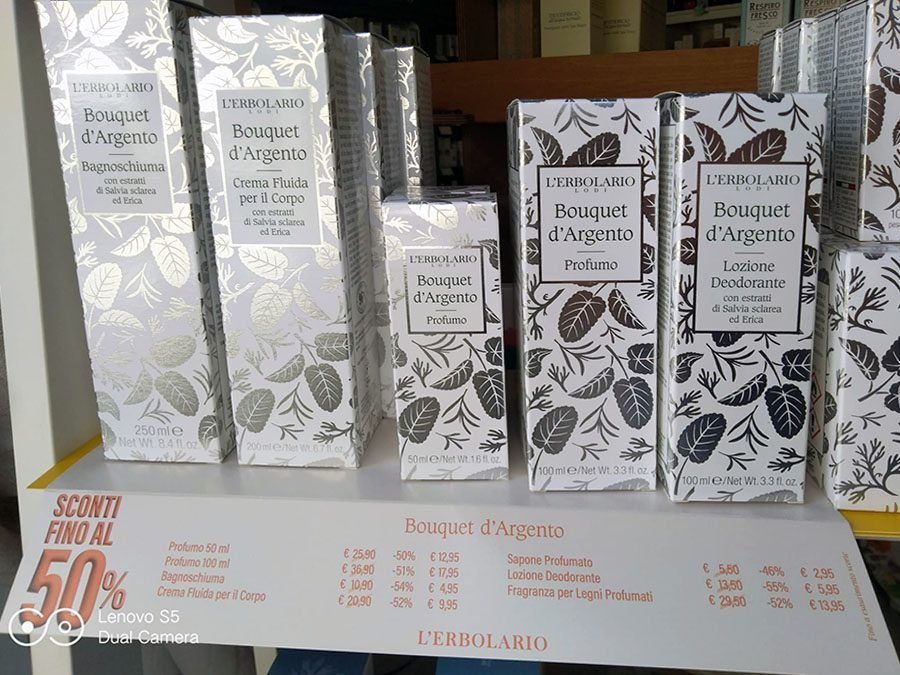 RESPIRO
FRESCO
RESPIRO
FRESCO
L'ERBOLARIO
LODI
Bouquet
d'Argento
Bagnoschiuma
con estratti
di Salvia sclarea
ed Erica
250 ml e
Net Wt. 8.4 fl. oz.
L'ERBOLARIO
LODI
Bouquet
d'Argento
Crema Fluida
per il Corpo
con estratti
di Salvia sclarea
ed Erica
200 ml e/Net Wt. 6.7 fl. oz.
L'ERBOLARIO
LODI
Bouquet
d'Argento
Profumo
50 ml e/Net Wt. 1.6 fl. oz.
L'ERBOLARIO
LODI
Bouquet
d'Argento
Profumo
100 ml e/Net Wt. 3.3 fl. oz.
L'ERBOLARIO
LODI
Bouquet
d'Argento
Lozione
Deodorante
con estratti
di Salvia sclarea
ed Erica
100 ml e/Net Wt. 3.3 fl. oz.
SCONTI
FINO AL
50%
Bouquet d'Argento
Profumo 50 ml € 25,90 -50% € 12,95
Profumo 100 ml € 36,90 -51% € 17,95
Bagnoschiuma € 10,90 -54% € 4,95
Crema Fluida per il Corpo € 20,90 -52% € 9,95
Sapone Profumato € 5,50 -46% € 2,95
Lozione Deodorante € 13,50 -55% € 5,95
Fragranza per Legni Profumati € 29,50 -52% € 13,95
Fino a esaurimento scorte
L'ERBOLARIO
Lenovo S5
Dual Camera